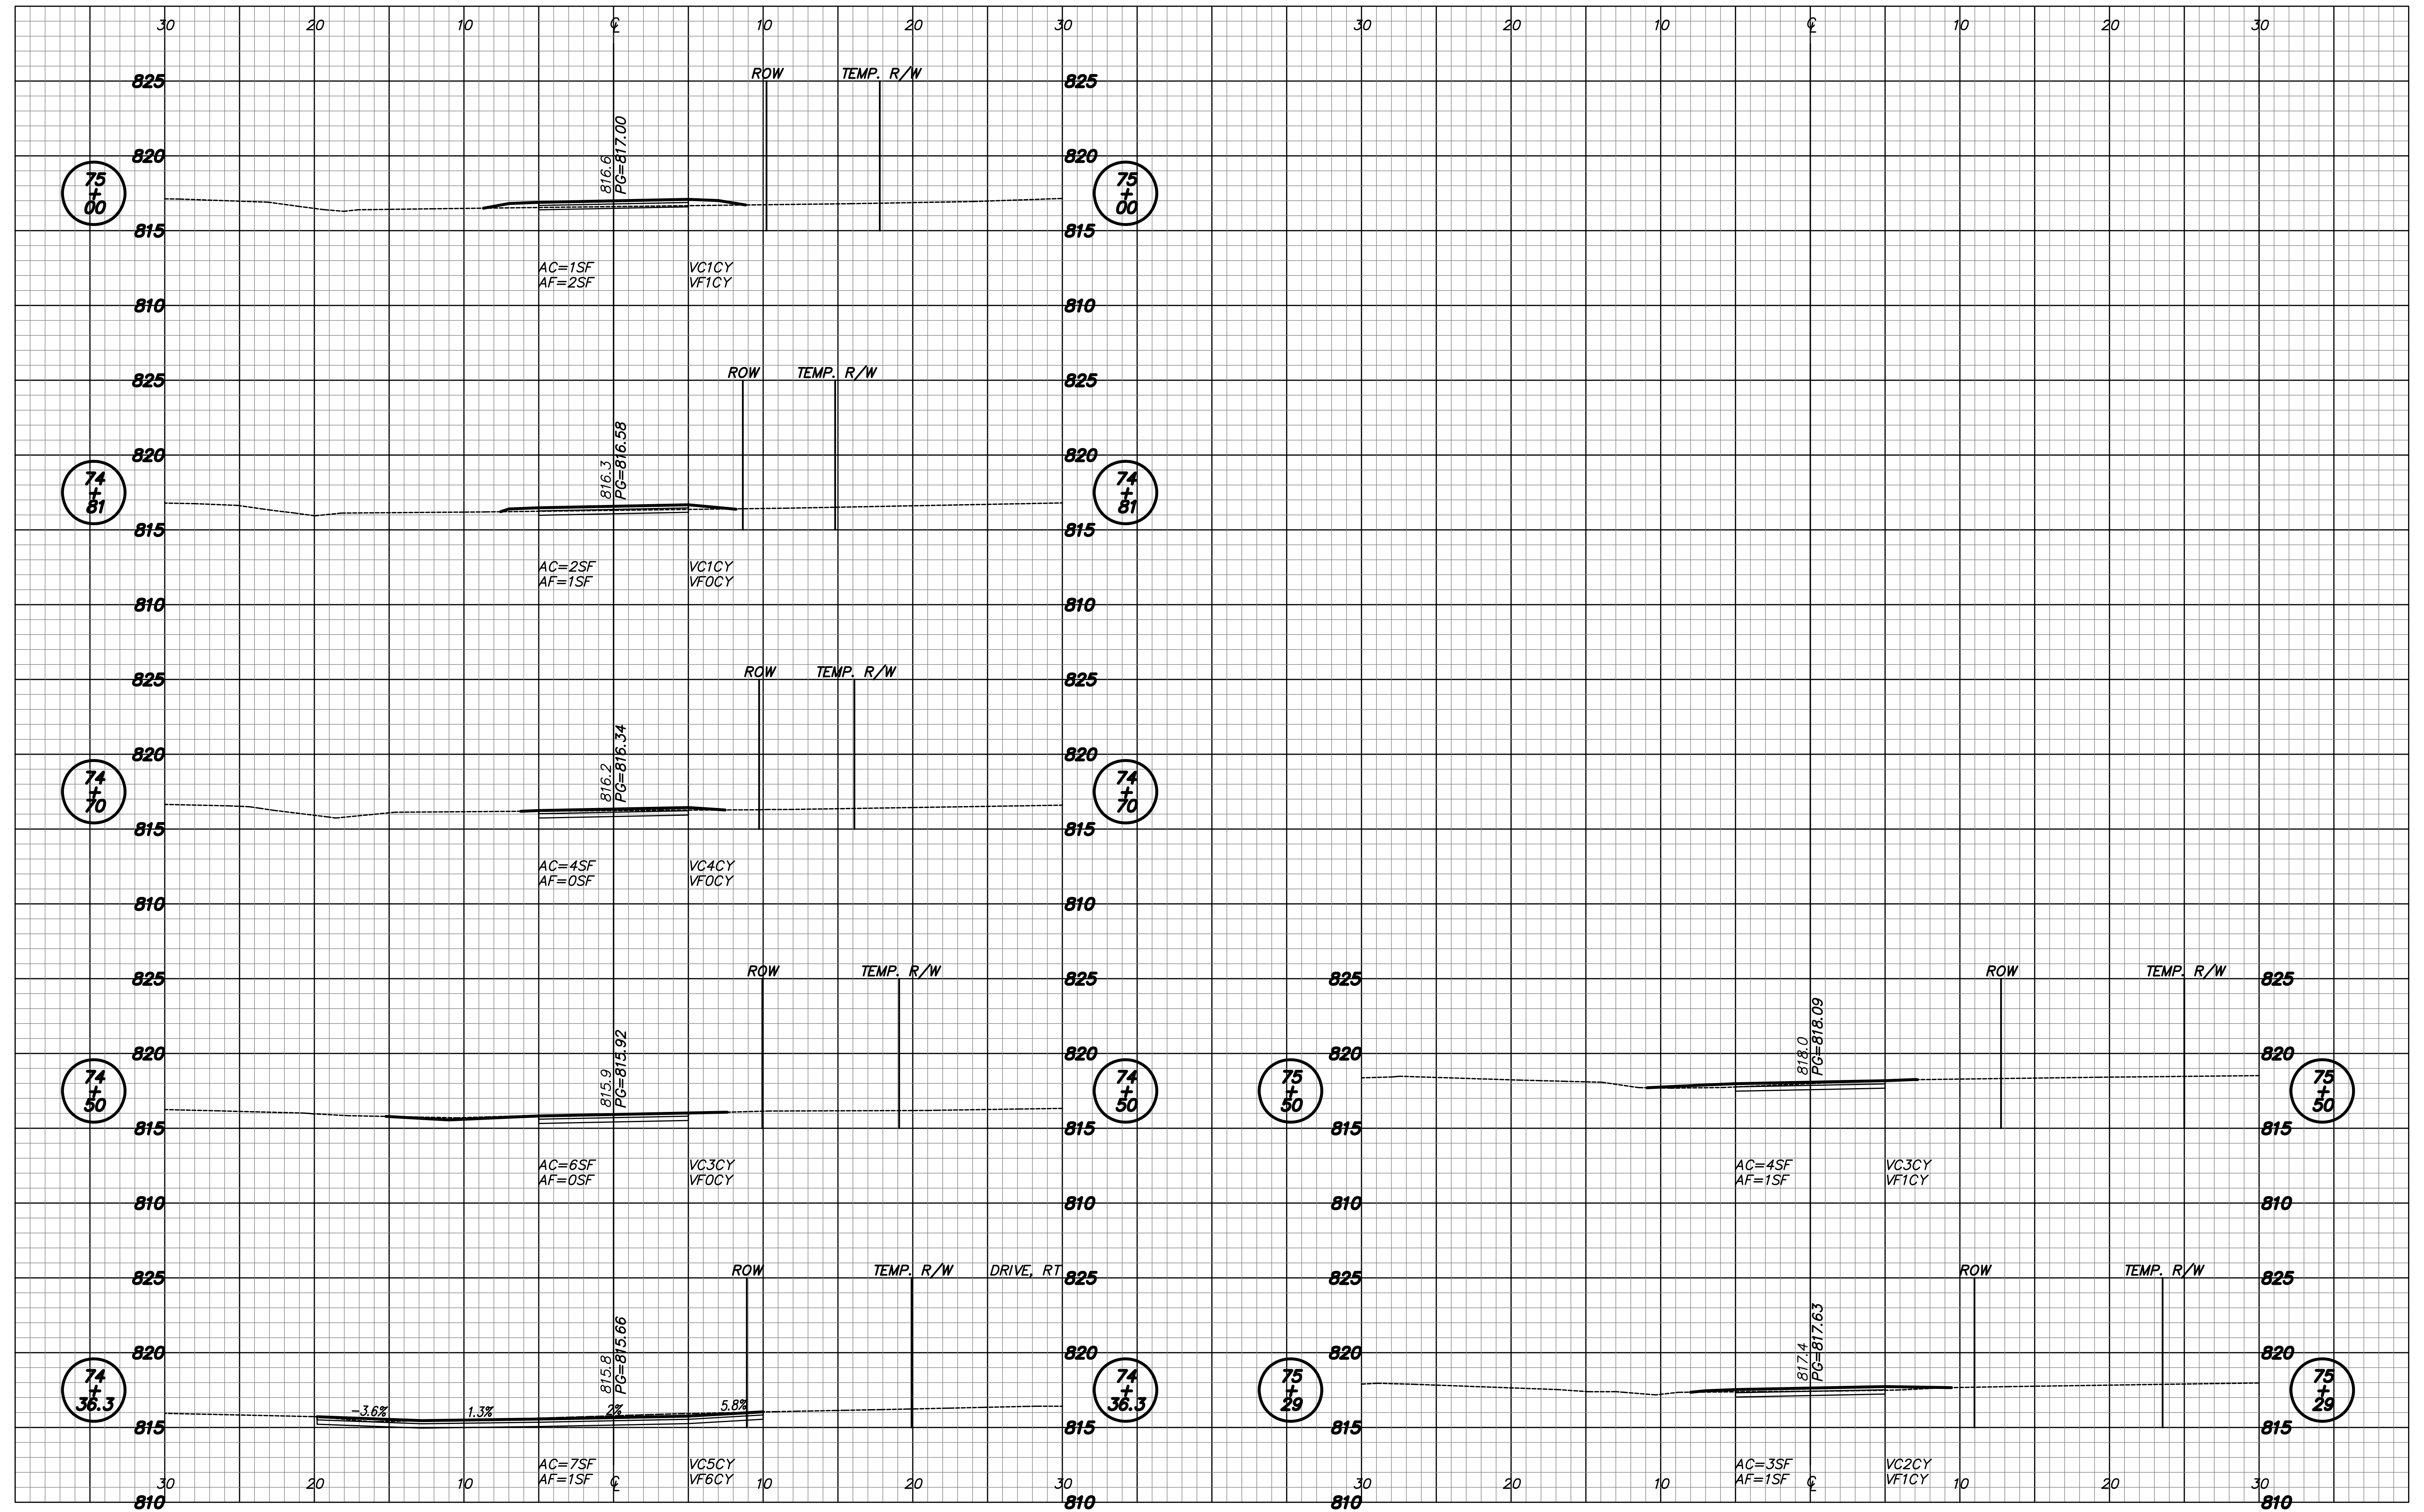 30 20 10 ℄ 10 20 30 30 20 10 ℄ 10 20 30
ROW TEMP. R/W
825 825
816.6
PG=817.00
820 820
75 + 00
75 + 00
815 815
AC=1SF VC1CY
AF=2SF VF1CY
810 810
ROW TEMP. R/W
825 825
816.3
PG=816.58
820 820
74 + 81
74 + 81
815 815
AC=2SF VC1CY
AF=1SF VF0CY
810 810
ROW TEMP. R/W
825 825
816.2
PG=816.34
820 820
74 + 70
74 + 70
815 815
AC=4SF VC4CY
AF=0SF VF0CY
810 810
ROW TEMP. R/W
825 825
815.9
PG=815.92
820 820
74 + 50
74 + 50
815 815
AC=6SF VC3CY
AF=0SF VF0CY
810 810
ROW TEMP. R/W DRIVE, RT
825 825
815.8
PG=815.66
820 820
74 + 36.3
74 + 36.3
-3.6% 1.3% 2% 5.8%
815 815
AC=7SF VC5CY
AF=1SF VF6CY
30 20 10 ℄ 10 20 30
810 810
ROW TEMP. R/W
825 825
818.0
PG=818.09
820 820
75 + 50
75 + 50
815 815
AC=4SF VC3CY
AF=1SF VF1CY
810 810
ROW TEMP. R/W
825 825
817.4
PG=817.63
820 820
75 + 29
75 + 29
815 815
AC=3SF VC2CY
AF=1SF VF1CY
30 20 10 ℄ 10 20 30
810 810